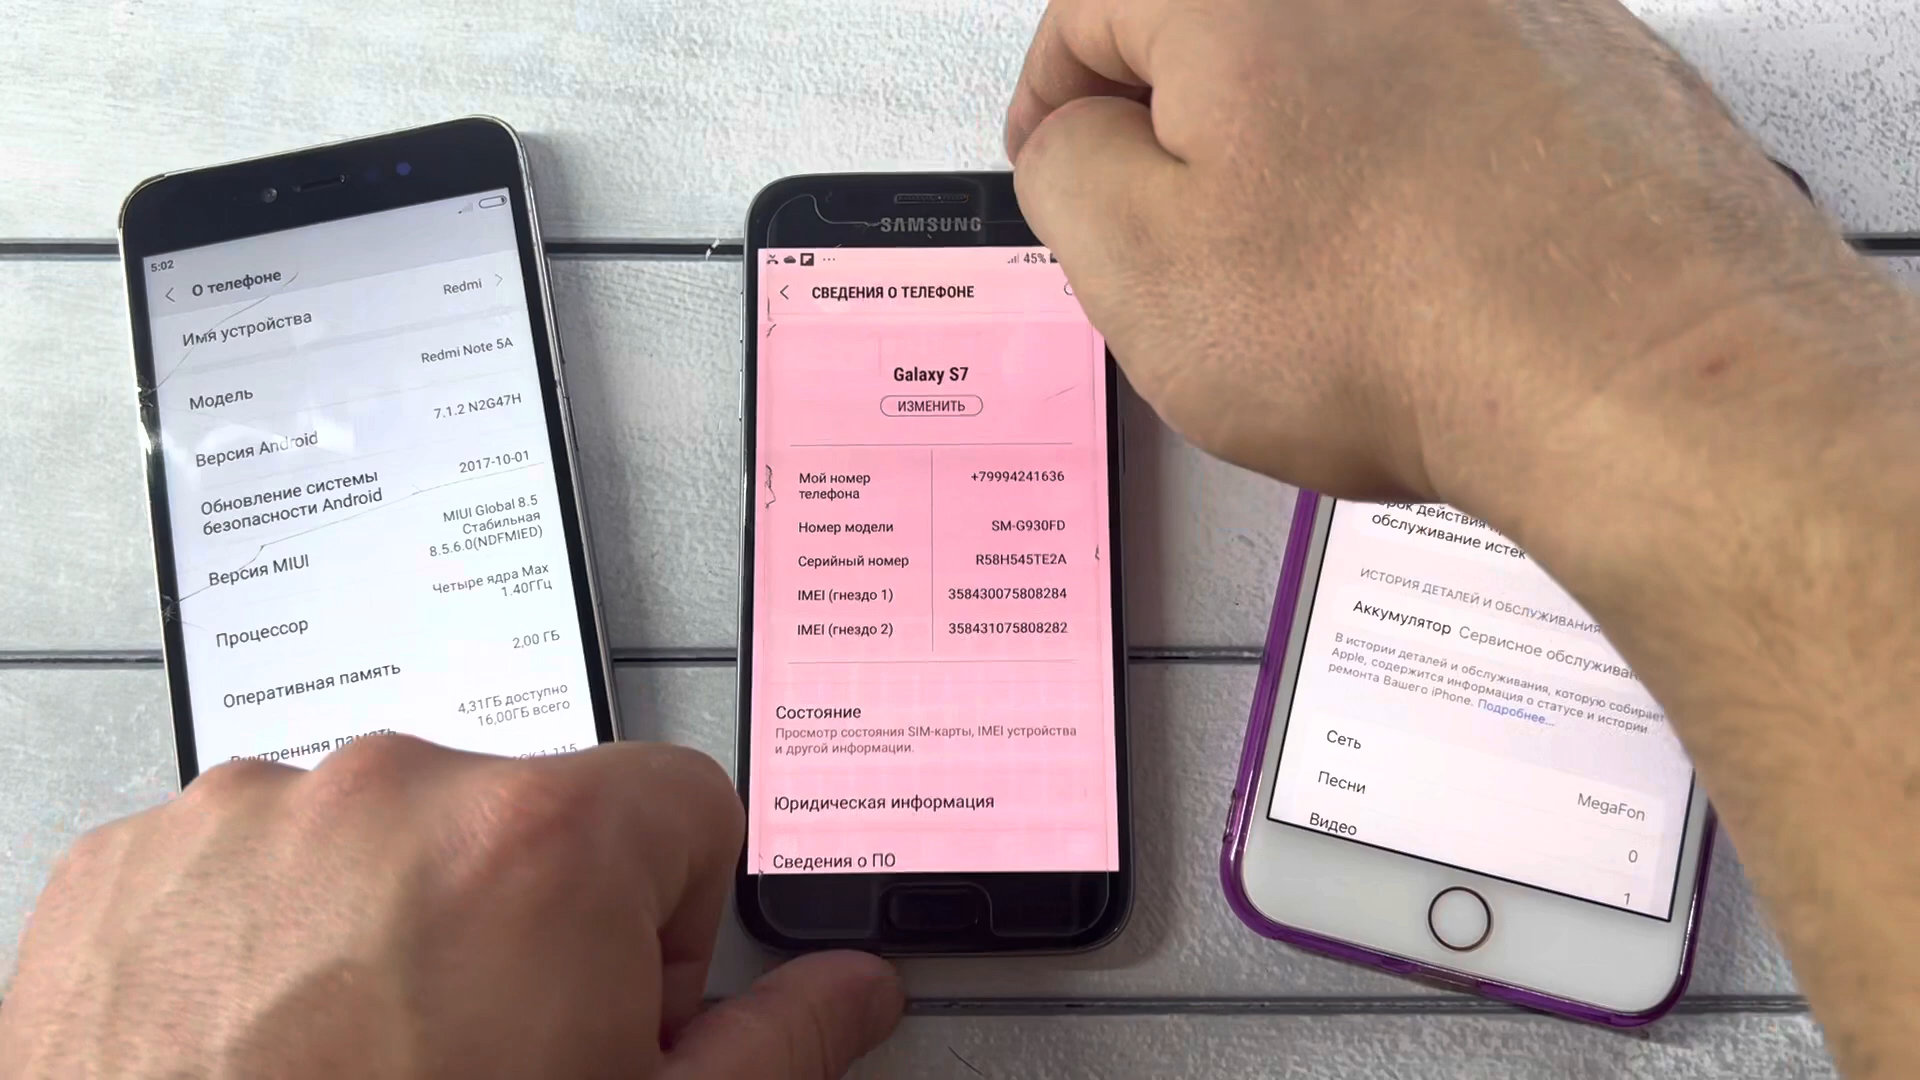 5:02
О телефоне
Имя устройства
Redmi
Модель
Redmi Note 5A
Версия Android
7.1.2 N2G47H
Обновление системы
безопасности Android
2017-10-01
Версия MIUI
MIUI Global 8.5
Стабильная
8.5.6.0(NDFMIED)
Процессор
Четыре ядра Max
1.40ГГц
Оперативная память
2,00 ГБ
Внутренняя память
4,31ГБ доступно
16,00ГБ всего
SAMSUNG
45%
СВЕДЕНИЯ О ТЕЛЕФОНЕ
Galaxy S7
ИЗМЕНИТЬ
Мой номер
телефона
+79994241636
Номер модели
SM-G930FD
Серийный номер
R58H545TE2A
IMEI (гнездо 1)
358430075808284
IMEI (гнездо 2)
358431075808282
Состояние
Просмотр состояния SIM-карты, IMEI устройства
и другой информации.
Юридическая информация
Сведения о ПО
действия
обслуживание истек
ИСТОРИЯ ДЕТАЛЕЙ И ОБСЛУЖИВАНИЯ
Аккумулятор Сервисное
В истории деталей и обслуживания, которую собирает
Apple, содержится информация о статусе и истории
ремонта Вашего iPhone. Подробнее...
Сеть
MegaFon
Песни
0
Видео
1